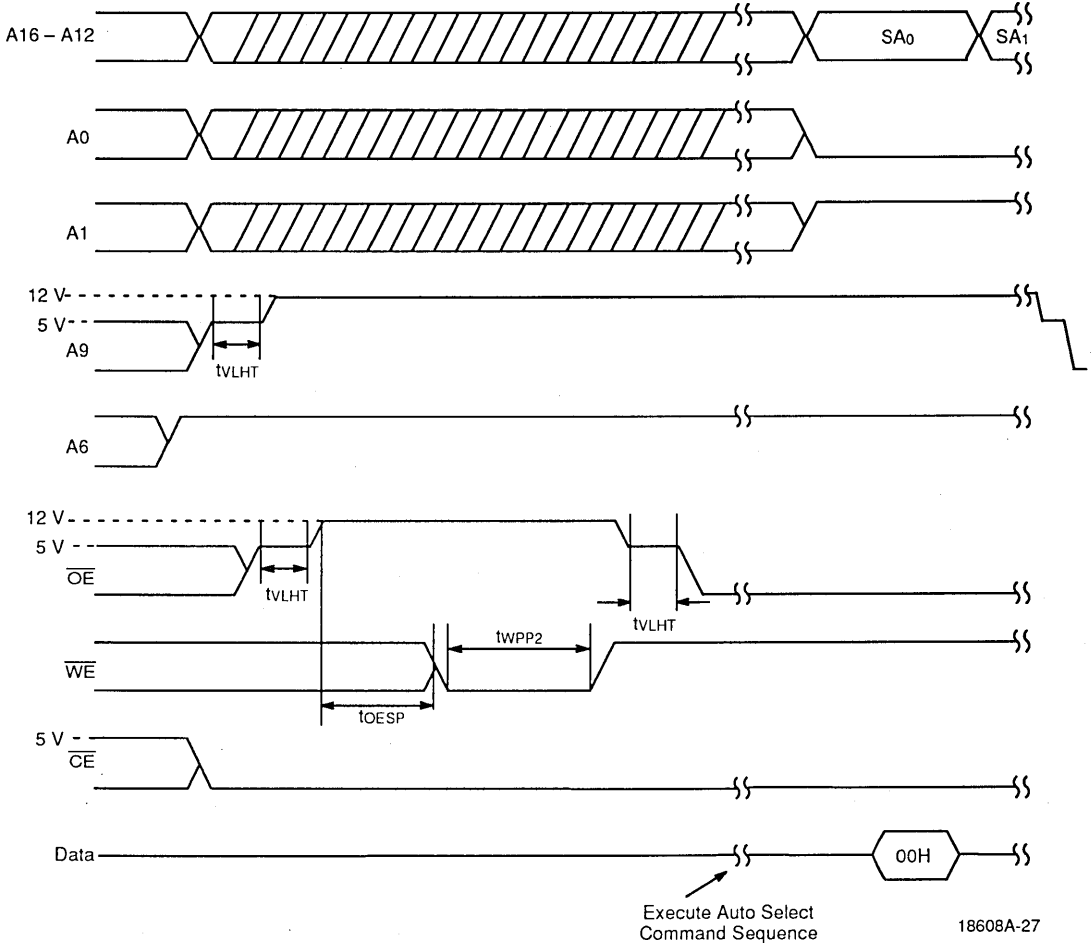 A16 – A12
SA0
SA1
A0
A1
12 V
5 V
A9
tVLHT
A6
12 V
5 V
OE
tVLHT
tVLHT
tWPP2
WE
tOESP
5 V
CE
Data
00H
Execute Auto Select
Command Sequence
18608A-27